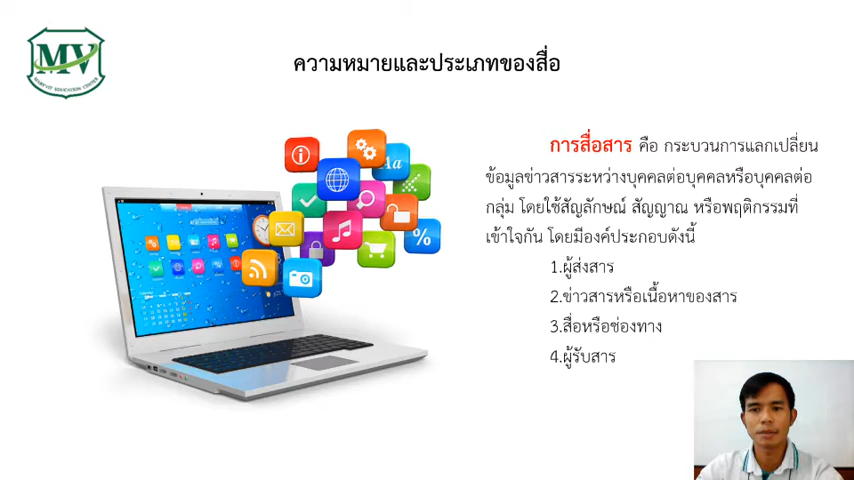 MV
MARYVIT EDUCATION CENTER
ความหมายและประเภทของสื่อ
การสื่อสาร คือ กระบวนการแลกเปลี่ยน
ข้อมูลข่าวสารระหว่างบุคคลต่อบุคคลหรือบุคคลต่อ
กลุ่ม โดยใช้สัญลักษณ์ สัญญาณ หรือพฤติกรรมที่
เข้าใจกัน โดยมีองค์ประกอบดังนี้
1.ผู้ส่งสาร
2.ข่าวสารหรือเนื้อหาของสาร
3.สื่อหรือช่องทาง
4.ผู้รับสาร
Aa
%